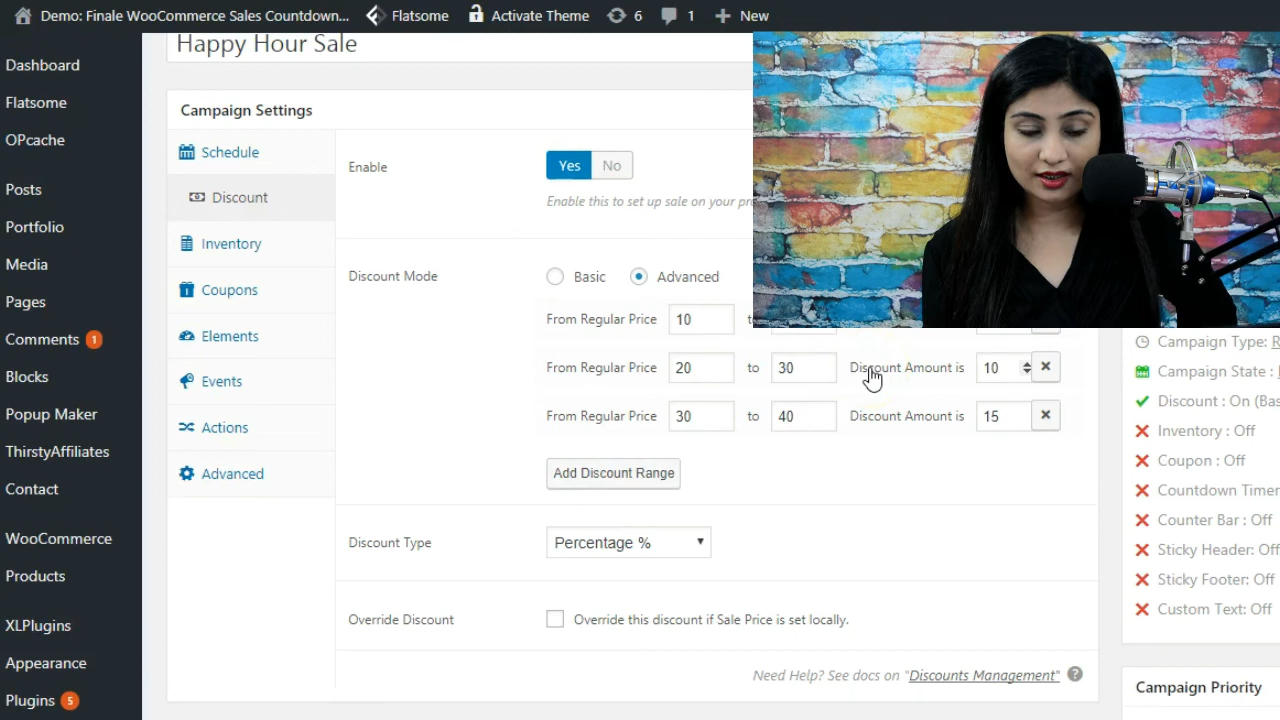 Demo: Finale WooCommerce Sales Countdown... Flatsome Activate Theme 6 1 New
Dashboard
Flatsome
OPcache
Posts
Portfolio
Media
Pages
Comments 1
Blocks
Popup Maker
ThirstyAffiliates
Contact
WooCommerce
Products
XLPlugins
Appearance
Plugins 5
Happy Hour Sale
Campaign Settings
Schedule
Discount
Inventory
Coupons
Elements
Events
Actions
Advanced
Enable Yes No
Enable this to set up sale on your
Discount Mode Basic Advanced
From Regular Price 10
From Regular Price 20 to 30 Discount Amount is 10
From Regular Price 30 to 40 Discount Amount is 15
Add Discount Range
Discount Type Percentage %
Override Discount Override this discount if Sale Price is set locally.
Need Help? See docs on "Discounts Management" ?
Campaign Type:
Campaign State :
Discount : On (Bas
Inventory : Off
Coupon : Off
Countdown Timer
Counter Bar : Off
Sticky Header: Off
Sticky Footer: Off
Custom Text: Off
Campaign Priority